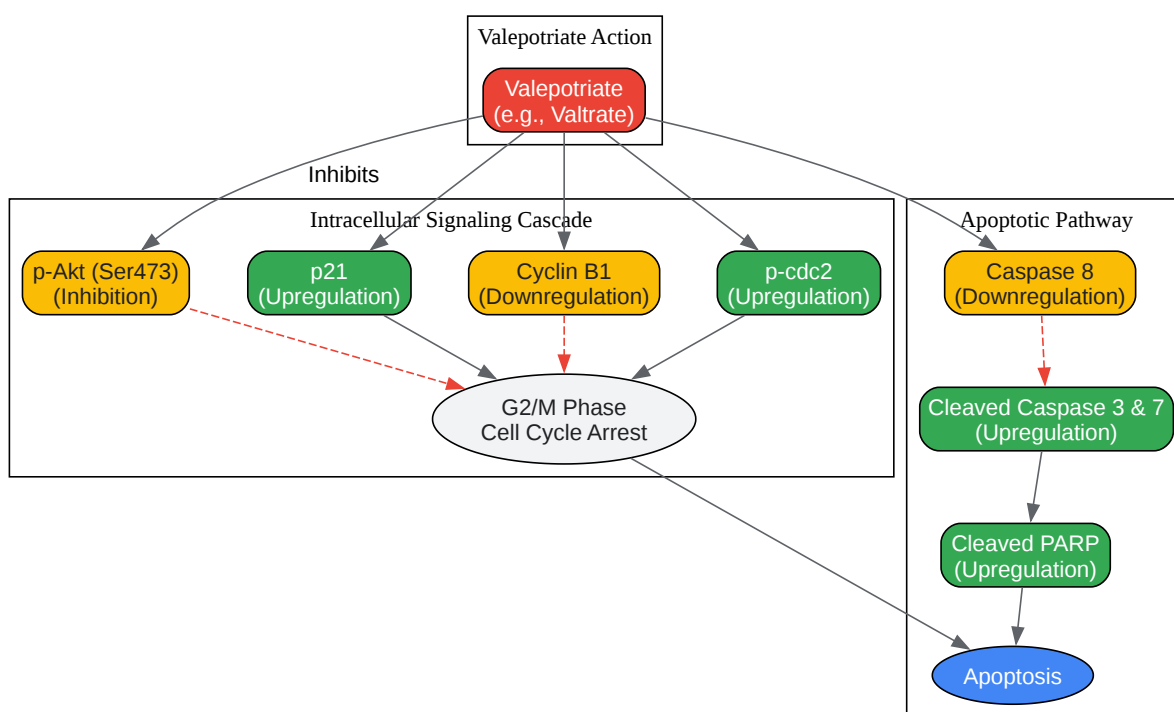 Valepotriate Action
Valepotriate
(e.g., Valtrate)
Inhibits
Intracellular Signaling Cascade
Apoptotic Pathway
p-Akt (Ser473)
(Inhibition)
p21
(Upregulation)
Cyclin B1
(Downregulation)
p-cdc2
(Upregulation)
Caspase 8
(Downregulation)
Cleaved Caspase 3 & 7
(Upregulation)
G2/M Phase
Cell Cycle Arrest
Cleaved PARP
(Upregulation)
Apoptosis